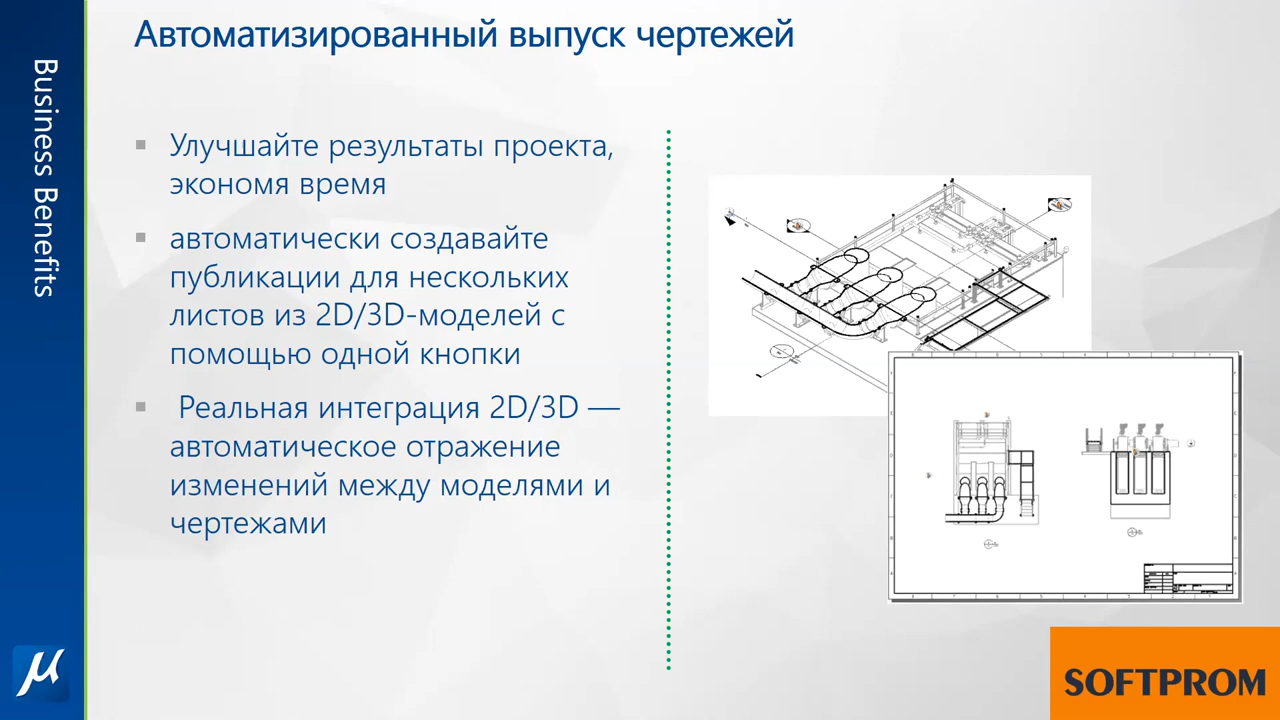 Автоматизированный выпуск чертежей
Business Benefits
Улучшайте результаты проекта,
экономя время
автоматически создавайте
публикации для нескольких
листов из 2D/3D-моделей с
помощью одной кнопки
Реальная интеграция 2D/3D —
автоматическое отражение
изменений между моделями и
чертежами
μ
SOFTPROM